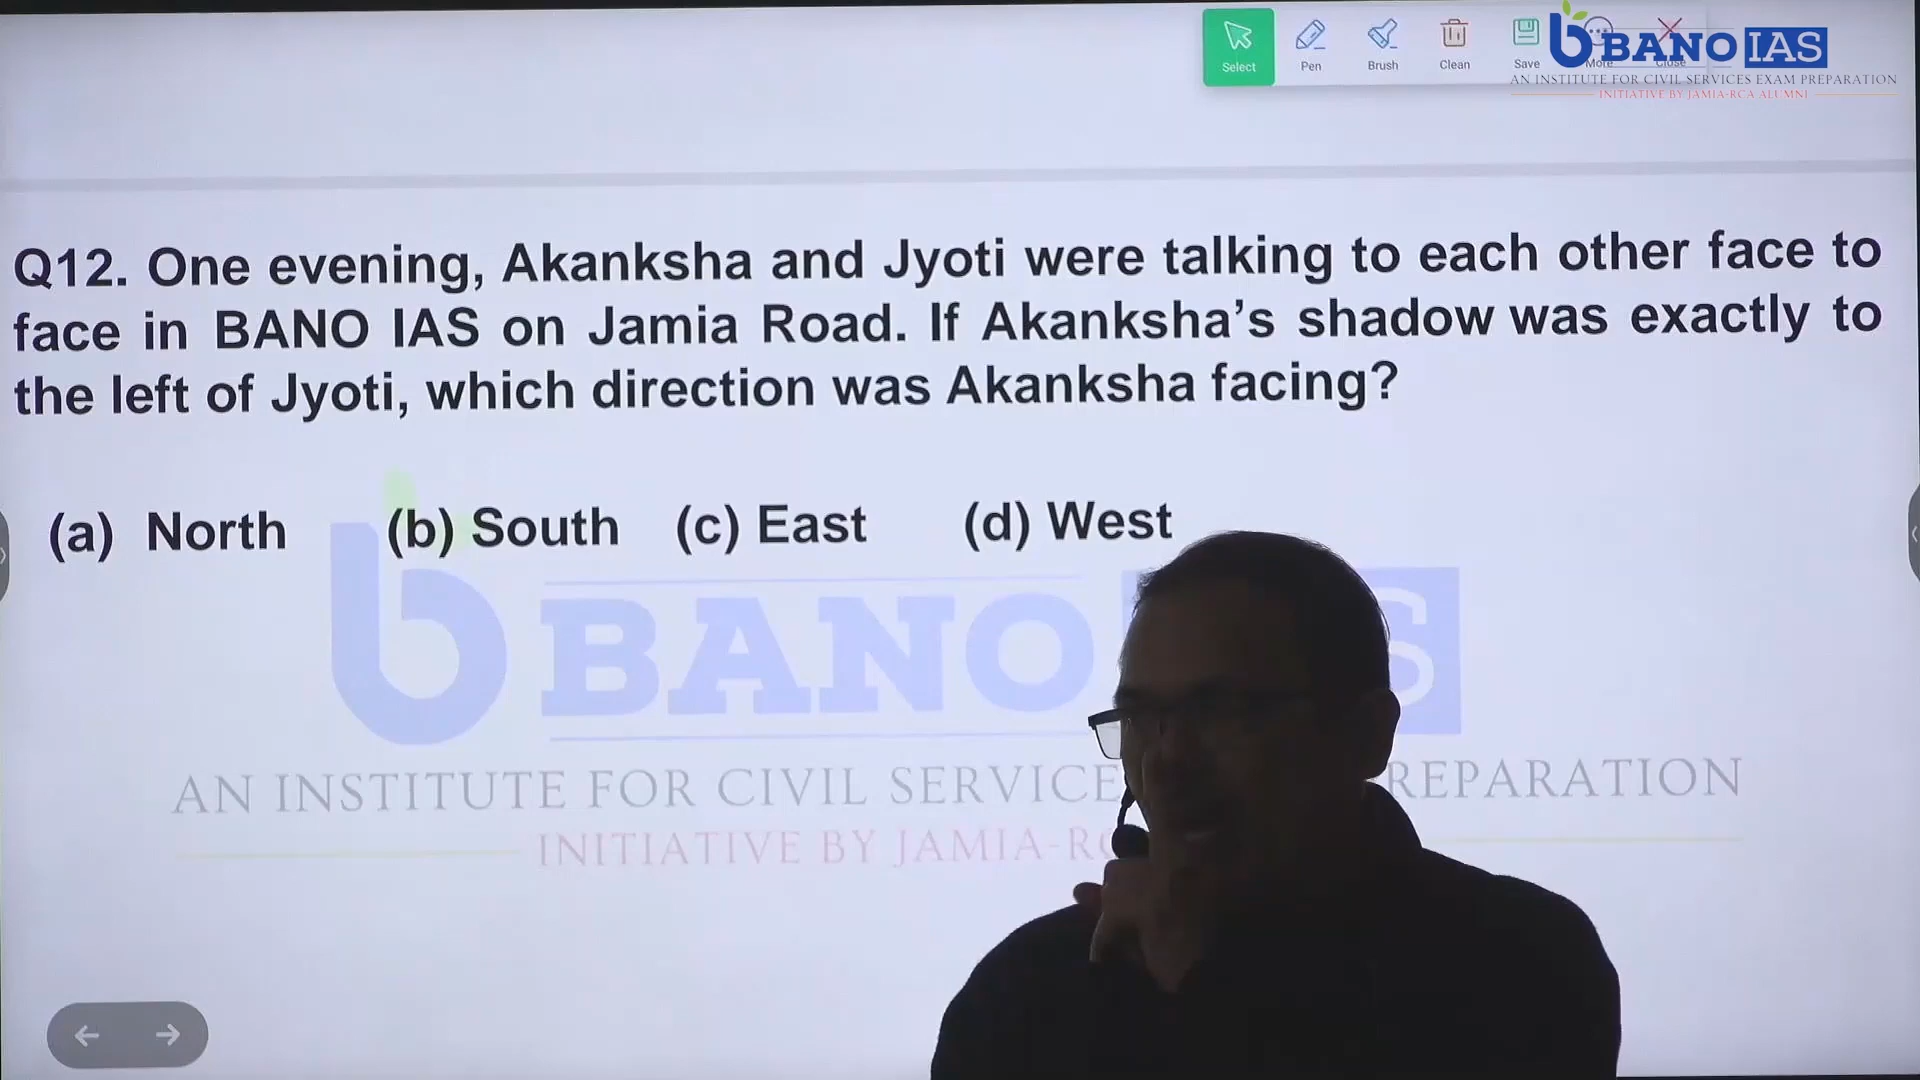 Select
Pen
Brush
Clean
Save
More
Close
BANO IAS
AN INSTITUTE FOR CIVIL SERVICES EXAM PREPARATION
INITIATIVE BY JAMIA-RCA ALUMNI
Q12. One evening, Akanksha and Jyoti were talking to each other face to
face in BANO IAS on Jamia Road. If Akanksha’s shadow was exactly to
the left of Jyoti, which direction was Akanksha facing?
(a) North (b) South (c) East (d) West
BANO S
AN INSTITUTE FOR CIVIL SERVICE REPARATION
INITIATIVE BY JAMIA-RC